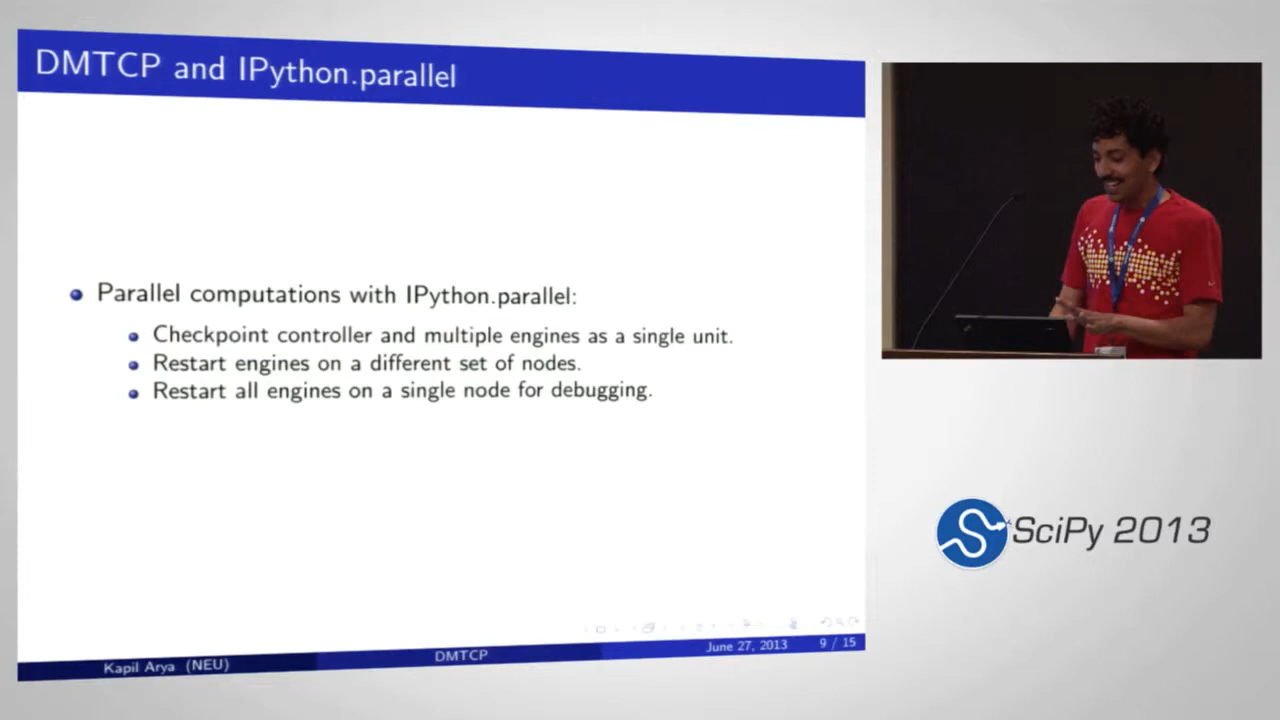 DMTCP and IPython.parallel
Parallel computations with IPython.parallel:
Checkpoint controller and multiple engines as a single unit.
Restart engines on a different set of nodes.
Restart all engines on a single node for debugging.
Kapil Arya (NEU)
DMTCP
June 27, 2013
9 / 15
SciPy 2013